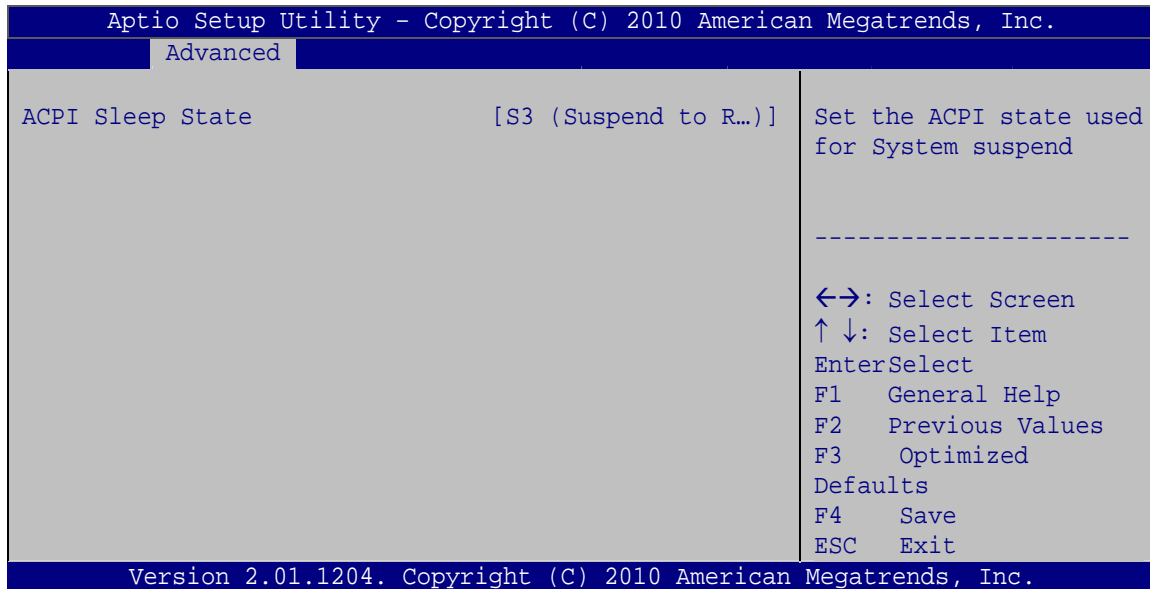 Aptio Setup Utility – Copyright (C) 2010 American Megatrends, Inc.
Advanced
ACPI Sleep State [S3 (Suspend to R…)]
Set the ACPI state used
for System suspend
----------------------
←→: Select Screen
↑ ↓: Select Item
EnterSelect
F1 General Help
F2 Previous Values
F3 Optimized
Defaults
F4 Save
ESC Exit
Version 2.01.1204. Copyright (C) 2010 American Megatrends, Inc.